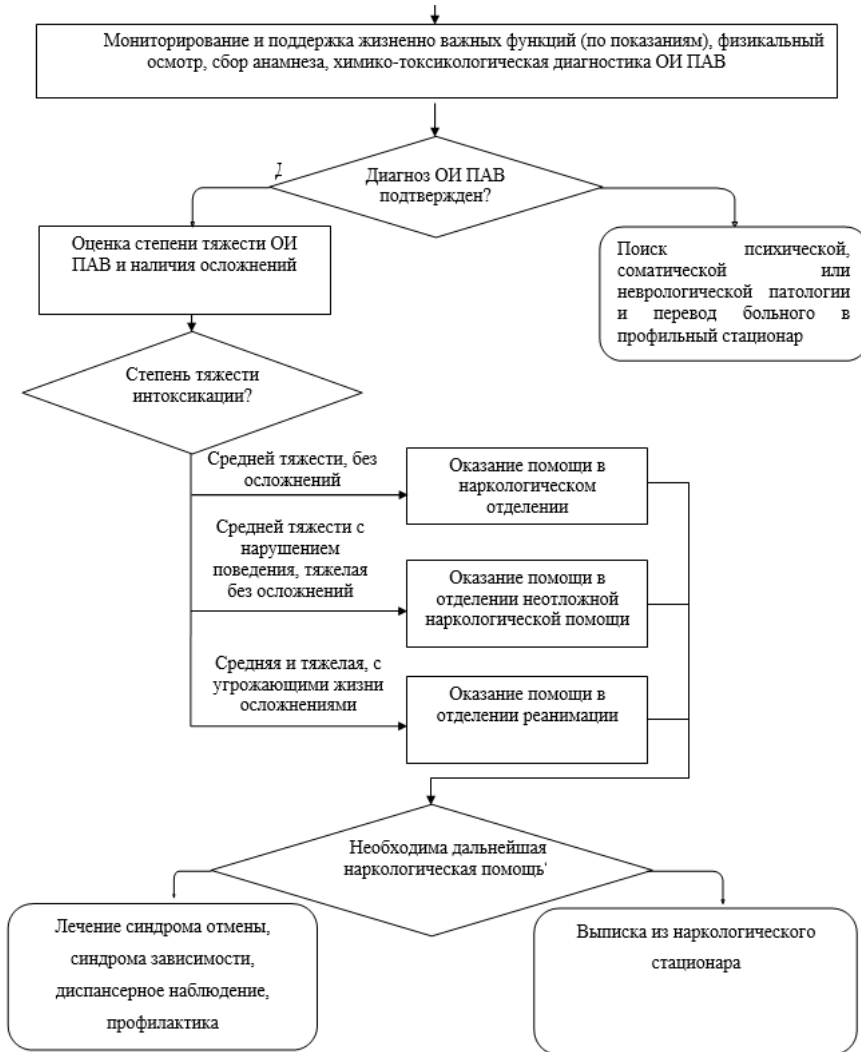 Мониторирование и поддержка жизненно важных функций (по показаниям), физикальный
осмотр, сбор анамнеза, химико-токсикологическая диагностика ОИ ПАВ
Диагноз ОИ ПАВ
подтвержден?
Оценка степени тяжести ОИ
ПАВ и наличия осложнений
Поиск психической,
соматической или
неврологической патологии
и перевод больного в
профильный стационар
Степень тяжести
интоксикации?
Средней тяжести, без
осложнений
Оказание помощи в
наркологическом
отделении
Средней тяжести с
нарушением
поведения, тяжелая
без осложнений
Оказание помощи в
отделении неотложной
наркологической помощи
Средняя и тяжелая, с
угрожающими жизни
осложнениями
Оказание помощи в
отделении реанимации
Необходима дальнейшая
наркологическая помощь
Лечение синдрома отмены,
синдрома зависимости,
диспансерное наблюдение,
профилактика
Выписка из наркологического
стационара